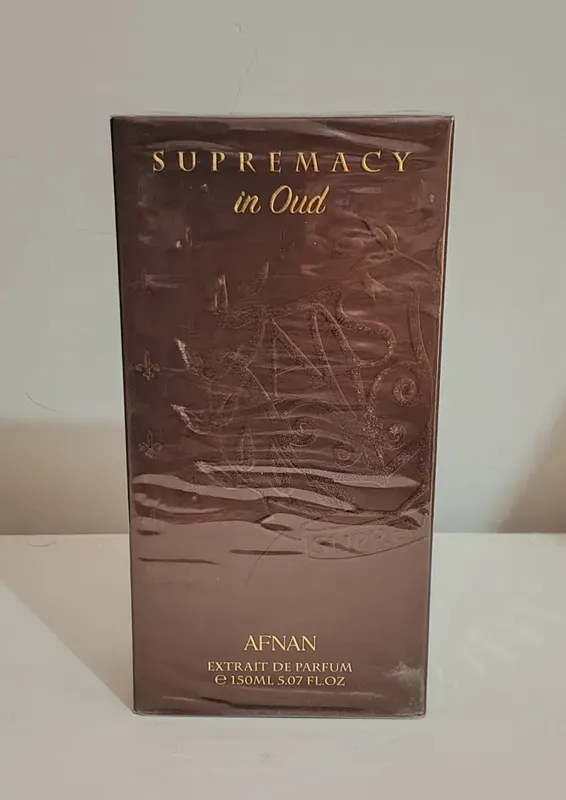 SUPREMACY
in Oud
AFNAN
EXTRAIT DE PARFUM
℮ 150ML 5.07 FL.OZ